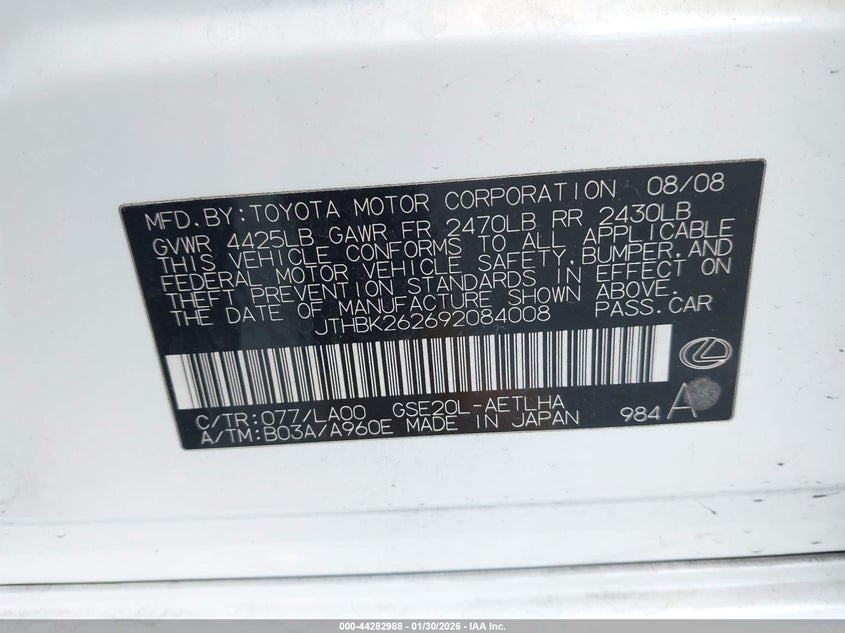 MFD. BY: TOYOTA MOTOR CORPORATION 08/08
GVWR 4425LB GAWR FR 2470LB RR 2430LB
THIS VEHICLE CONFORMS TO ALL APPLICABLE
FEDERAL MOTOR VEHICLE SAFETY, BUMPER, AND
THEFT PREVENTION STANDARDS IN EFFECT ON
THE DATE OF MANUFACTURE SHOWN ABOVE.
JTHBK262692084008 PASS. CAR
C/TR: 077/LA00 GSE20L-AETLHA
A/TM: B03A/A960E MADE IN JAPAN 984 A
000-44282988 - 01/30/2026 - IAA Inc.